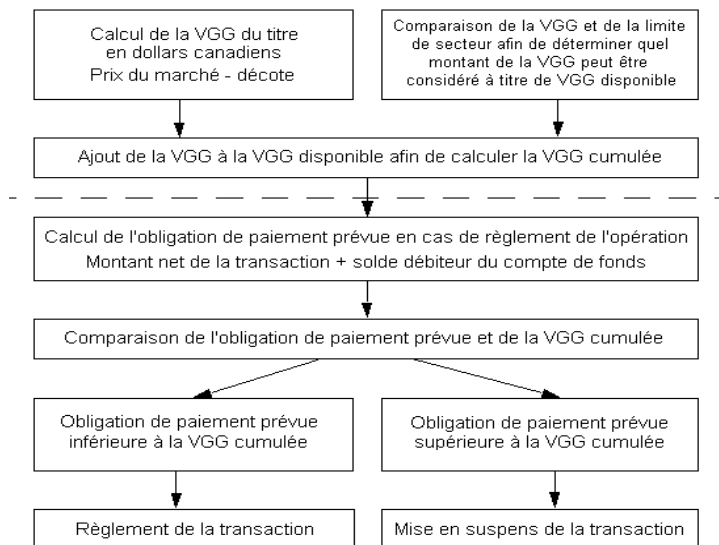 Calcul de la VGG du titre
en dollars canadiens
Prix du marché - décote
Comparaison de la VGG et de la limite
de secteur afin de déterminer quel
montant de la VGG peut être
considéré à titre de VGG disponible
Ajout de la VGG à la VGG disponible afin de calculer la VGG cumulée
Calcul de l'obligation de paiement prévue en cas de règlement de l'opération
Montant net de la transaction + solde débiteur du compte de fonds
Comparaison de l'obligation de paiement prévue et de la VGG cumulée
Obligation de paiement prévue
inférieure à la VGG cumulée
Obligation de paiement prévue
supérieure à la VGG cumulée
Règlement de la transaction
Mise en suspens de la transaction